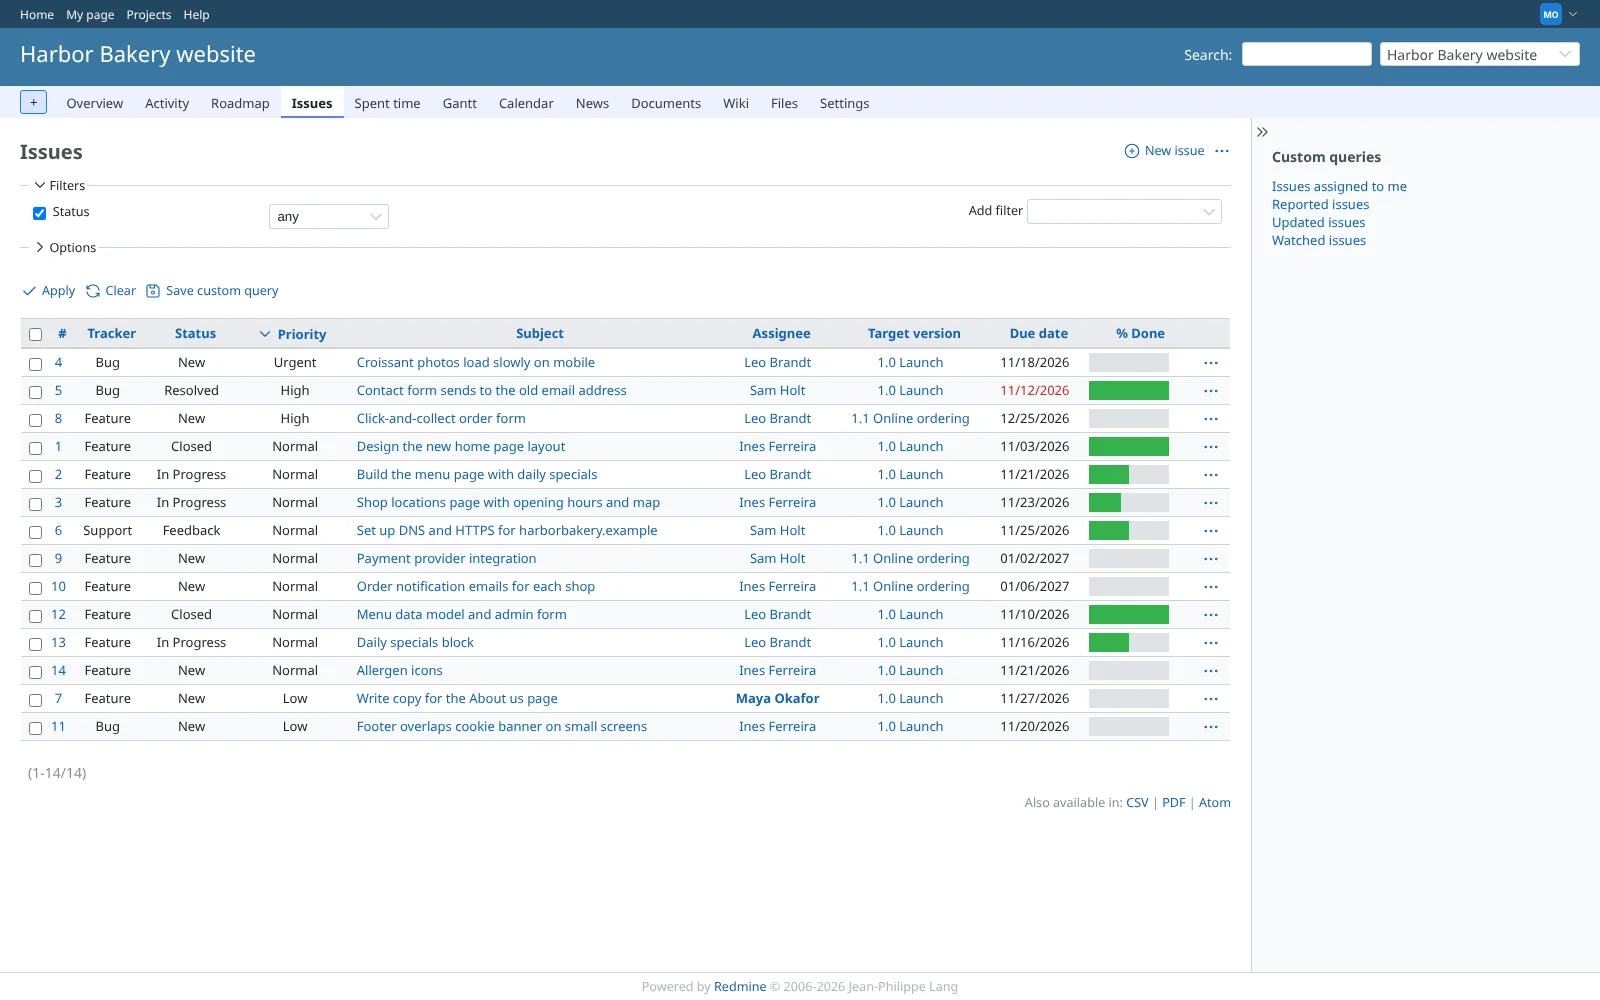 Home My page Projects Help MO
Harbor Bakery website Search: Harbor Bakery website
+ Overview Activity Roadmap Issues Spent time Gantt Calendar News Documents Wiki Files Settings
Issues New issue
Filters
Status any Add filter
Options
Apply Clear Save custom query
# Tracker Status Priority Subject Assignee Target version Due date % Done
4 Bug New Urgent Croissant photos load slowly on mobile Leo Brandt 1.0 Launch 11/18/2026
5 Bug Resolved High Contact form sends to the old email address Sam Holt 1.0 Launch 11/12/2026
8 Feature New High Click-and-collect order form Leo Brandt 1.1 Online ordering 12/25/2026
1 Feature Closed Normal Design the new home page layout Ines Ferreira 1.0 Launch 11/03/2026
2 Feature In Progress Normal Build the menu page with daily specials Leo Brandt 1.0 Launch 11/21/2026
3 Feature In Progress Normal Shop locations page with opening hours and map Ines Ferreira 1.0 Launch 11/23/2026
6 Support Feedback Normal Set up DNS and HTTPS for harborbakery.example Sam Holt 1.0 Launch 11/25/2026
9 Feature New Normal Payment provider integration Sam Holt 1.1 Online ordering 01/02/2027
10 Feature New Normal Order notification emails for each shop Ines Ferreira 1.1 Online ordering 01/06/2027
12 Feature Closed Normal Menu data model and admin form Leo Brandt 1.0 Launch 11/10/2026
13 Feature In Progress Normal Daily specials block Leo Brandt 1.0 Launch 11/16/2026
14 Feature New Normal Allergen icons Ines Ferreira 1.0 Launch 11/21/2026
7 Feature New Low Write copy for the About us page Maya Okafor 1.0 Launch 11/27/2026
11 Bug New Low Footer overlaps cookie banner on small screens Ines Ferreira 1.0 Launch 11/20/2026
(1-14/14)
Also available in: CSV | PDF | Atom
Custom queries
Issues assigned to me
Reported issues
Updated issues
Watched issues
Powered by Redmine © 2006-2026 Jean-Philippe Lang